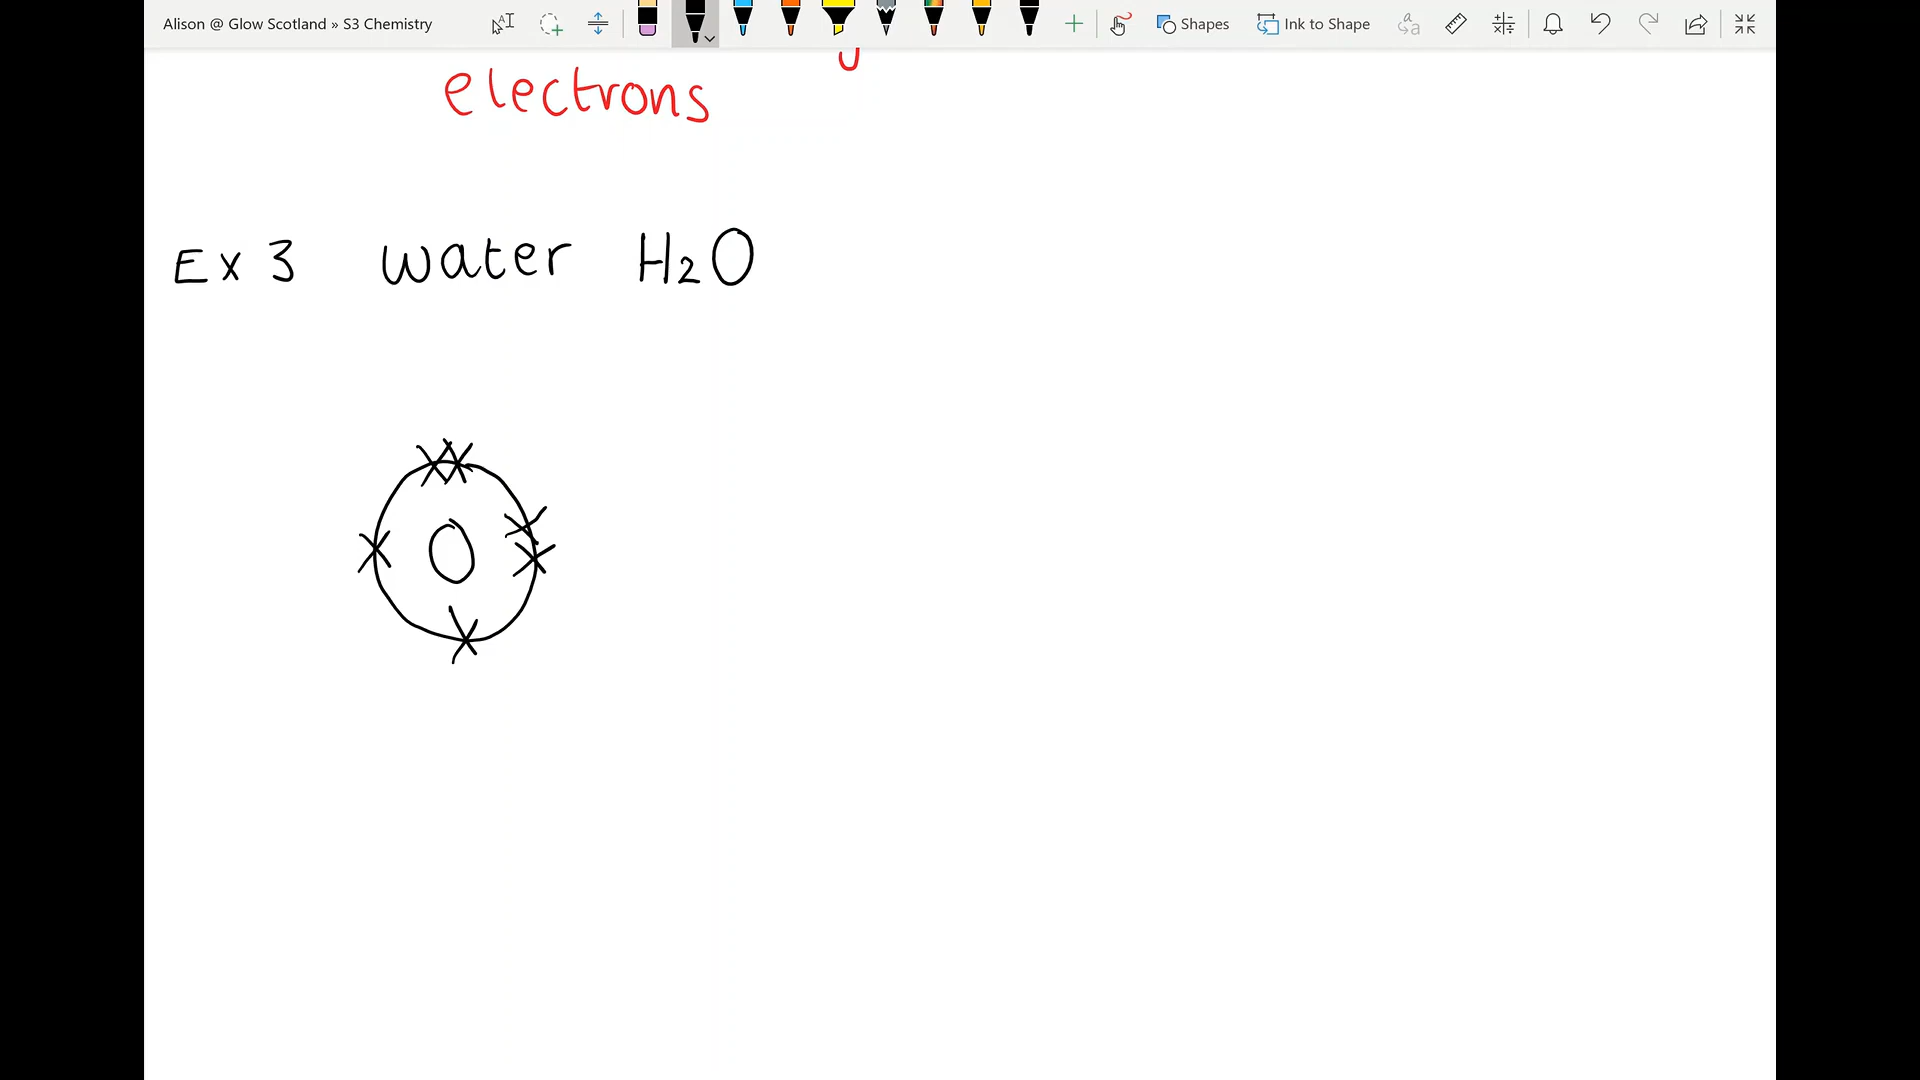 Alison @ Glow Scotland » S3 Chemistry
Shapes
Ink to Shape
electrons
Ex 3 water H₂O
O